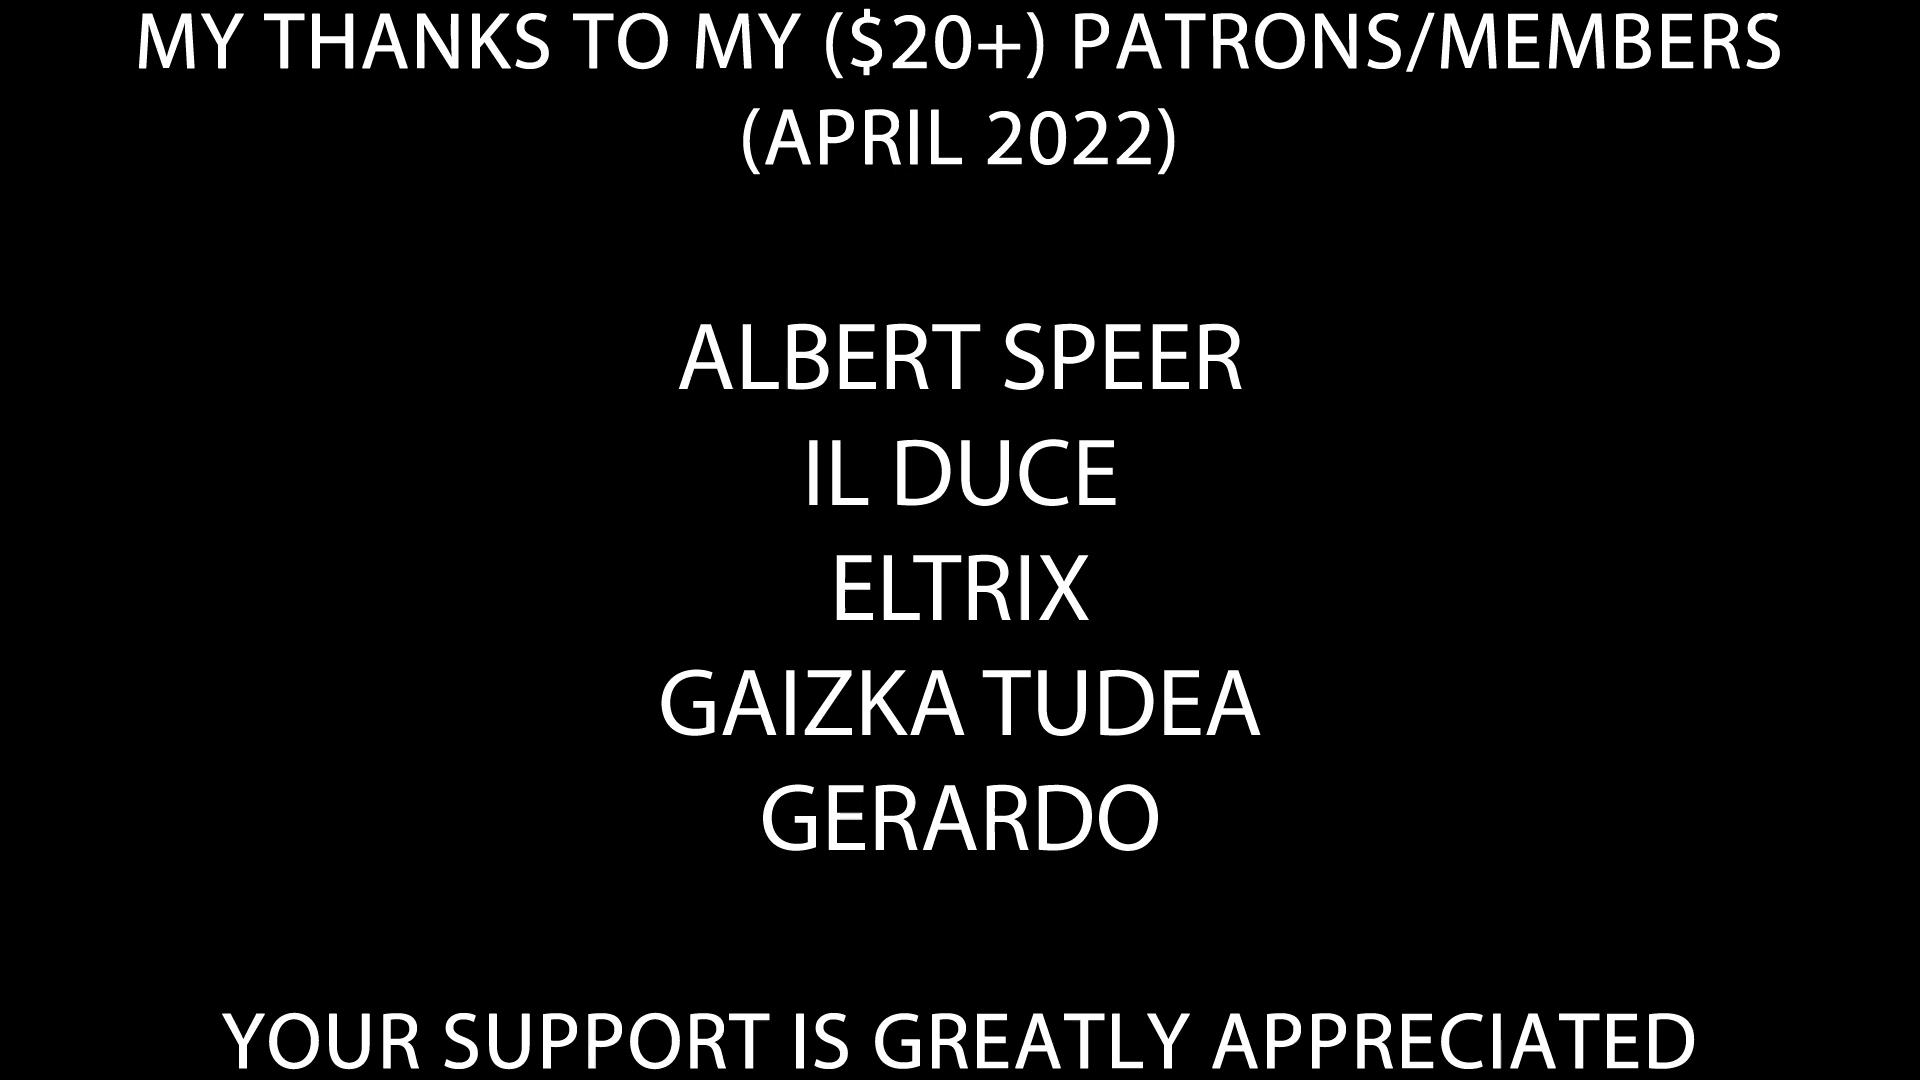 MY THANKS TO MY ($20+) PATRONS/MEMBERS
(APRIL 2022)
ALBERT SPEER
IL DUCE
ELTRIX
GAIZKA TUDEA
GERARDO
YOUR SUPPORT IS GREATLY APPRECIATED